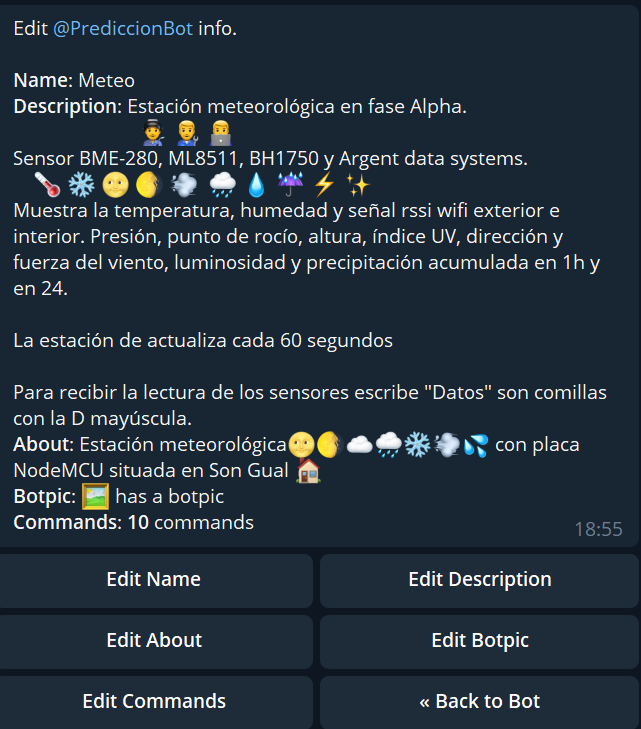 Edit @PrediccionBot info.
Name: Meteo
Description: Estación meteorológica en fase Alpha.
Sensor BME-280, ML8511, BH1750 y Argent data systems.
Muestra la temperatura, humedad y señal rssi wifi exterior e
interior. Presión, punto de rocío, altura, índice UV, dirección y
fuerza del viento, luminosidad y precipitación acumulada en 1h y
en 24.
La estación de actualiza cada 60 segundos
Para recibir la lectura de los sensores escribe "Datos" son comillas
con la D mayúscula.
About: Estación meteorológica🌝🌖☁️🌧️❄️💨💦 con placa
NodeMCU situada en Son Gual 🏠
Botpic: 🖼️ has a botpic
Commands: 10 commands
18:55
Edit Name
Edit Description
Edit About
Edit Botpic
Edit Commands
« Back to Bot